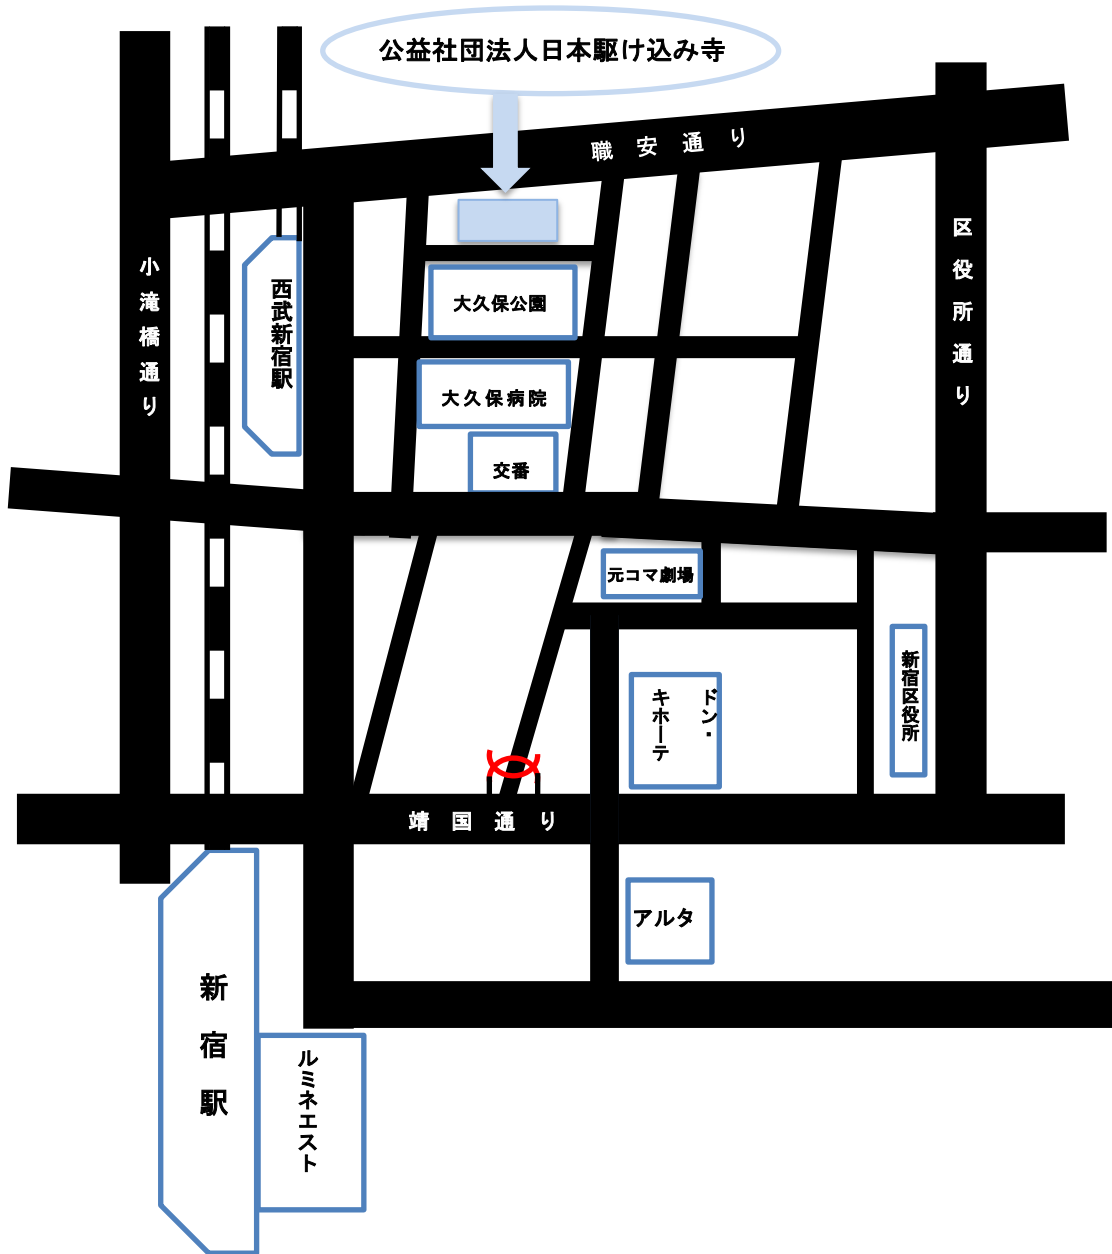 公益社団法人日本駆け込み寺
職安通り
小滝橋通り
西武新宿駅
大久保公園
区役所通り
大久保病院
交番
元コマ劇場
ドン・
キホーテ
新宿区役所
靖国通り
アルタ
新宿駅
ルミネエスト